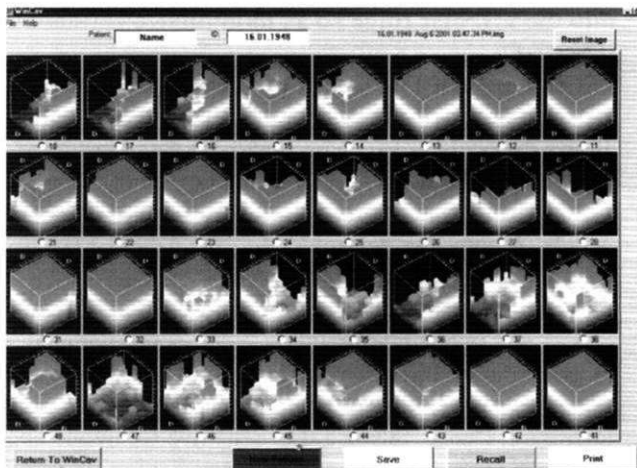 WinCav
File Help
Patient: Name ID: 16.01.1948 16.01.1948 Aug 6 2001 03:47:34 PM.img Reset Image
18 17 16 15 14 13 12 11
21 22 23 24 25 26 27 28
31 32 33 34 35 36 37 38
48 47 46 45 44 43 42 41
Return To WinCav Save Recall Print